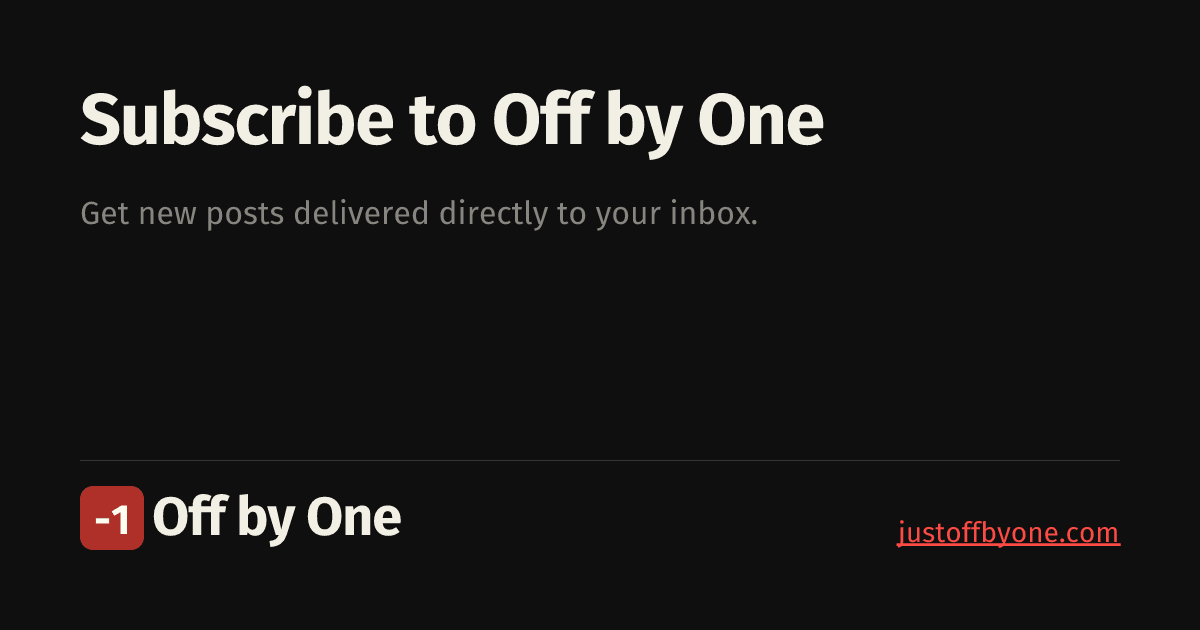 Subscribe to Off by One
Get new posts delivered directly to your inbox.
-1 Off by One
justoffbyone.com